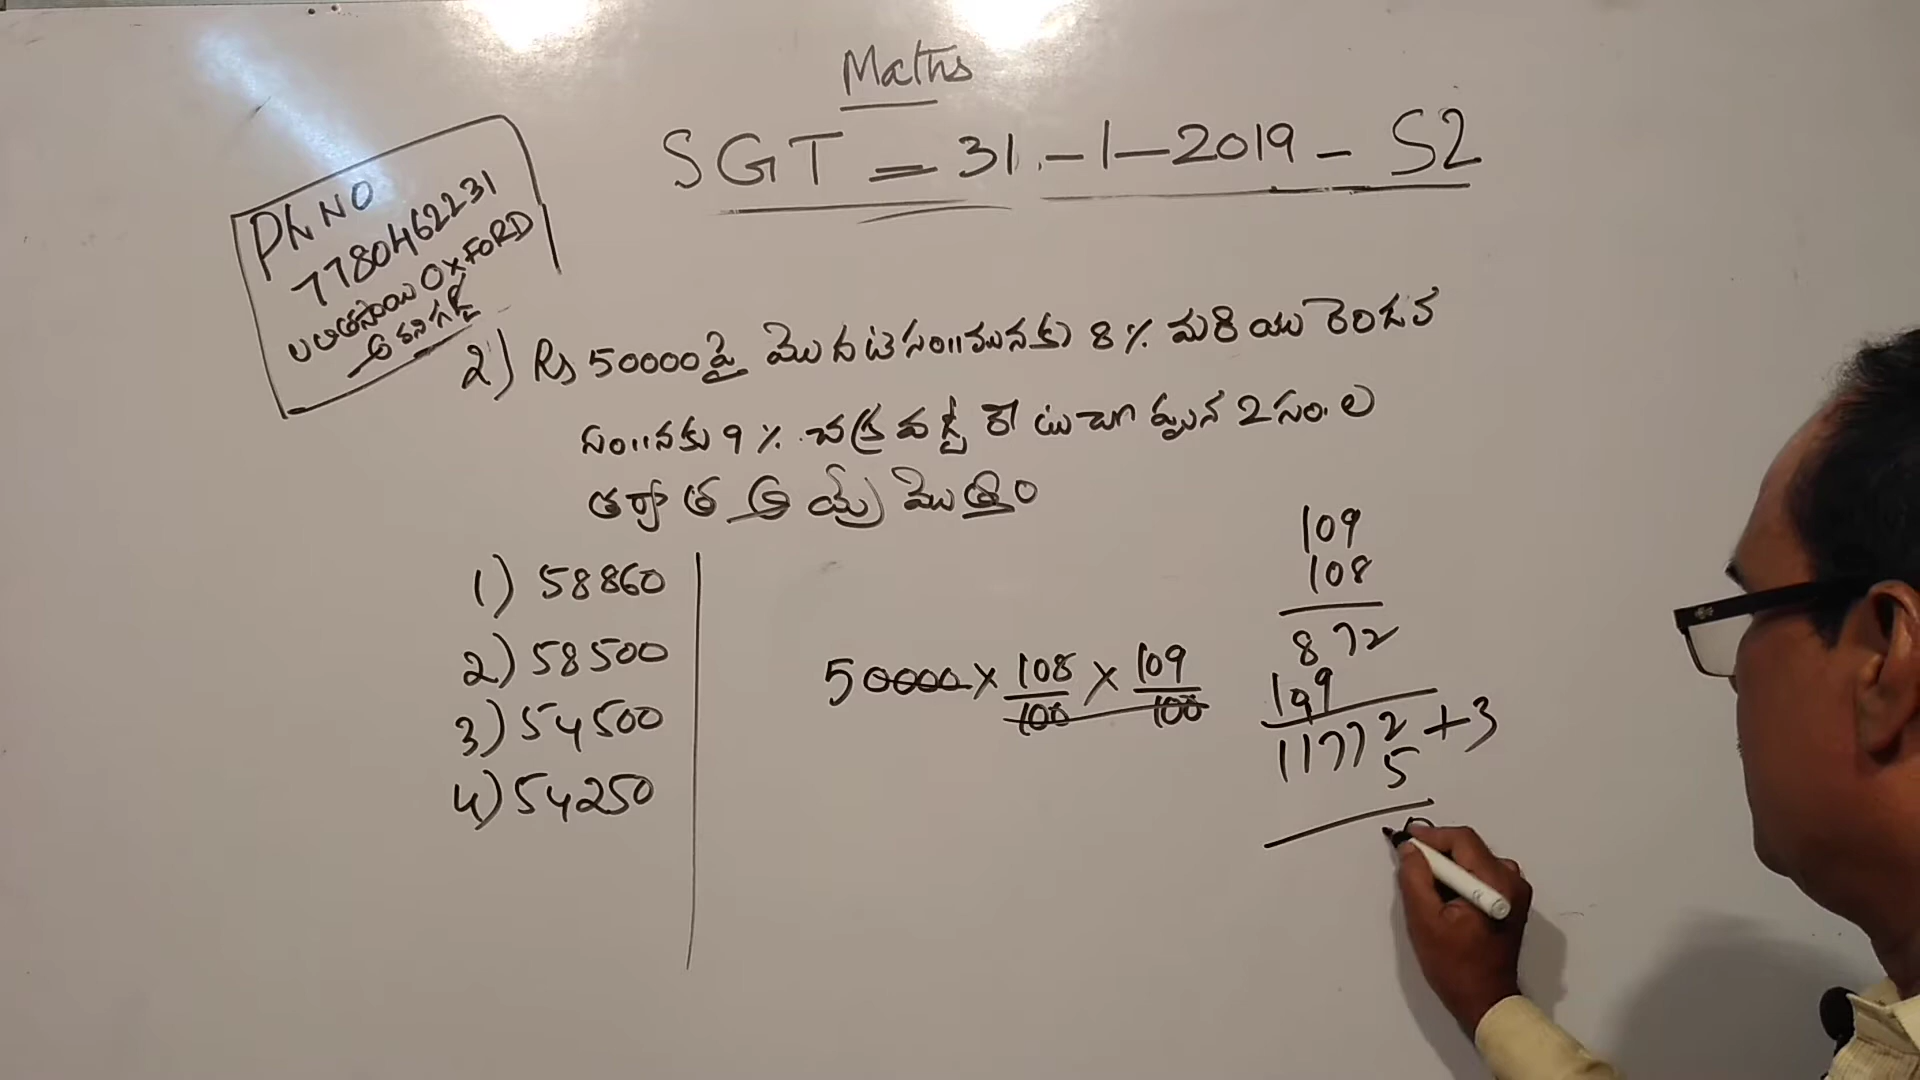 Maths
SGT = 31-1-2019 - S2
Ph NO
7780462231
OXFORD
2) Rs 50000 పై మొదటి సం॥మునకు 8% మరియు రెండవ
సం॥నకు 9% చక్రవడ్డీ రేటు చొప్పున 2 సం.ల
తర్వాత అయ్యే మొత్తం
1) 58860
2) 58500
3) 54500
4) 54250
50000 × 108/100 × 109/100
109
108
872
109
11772 + 3
5
0